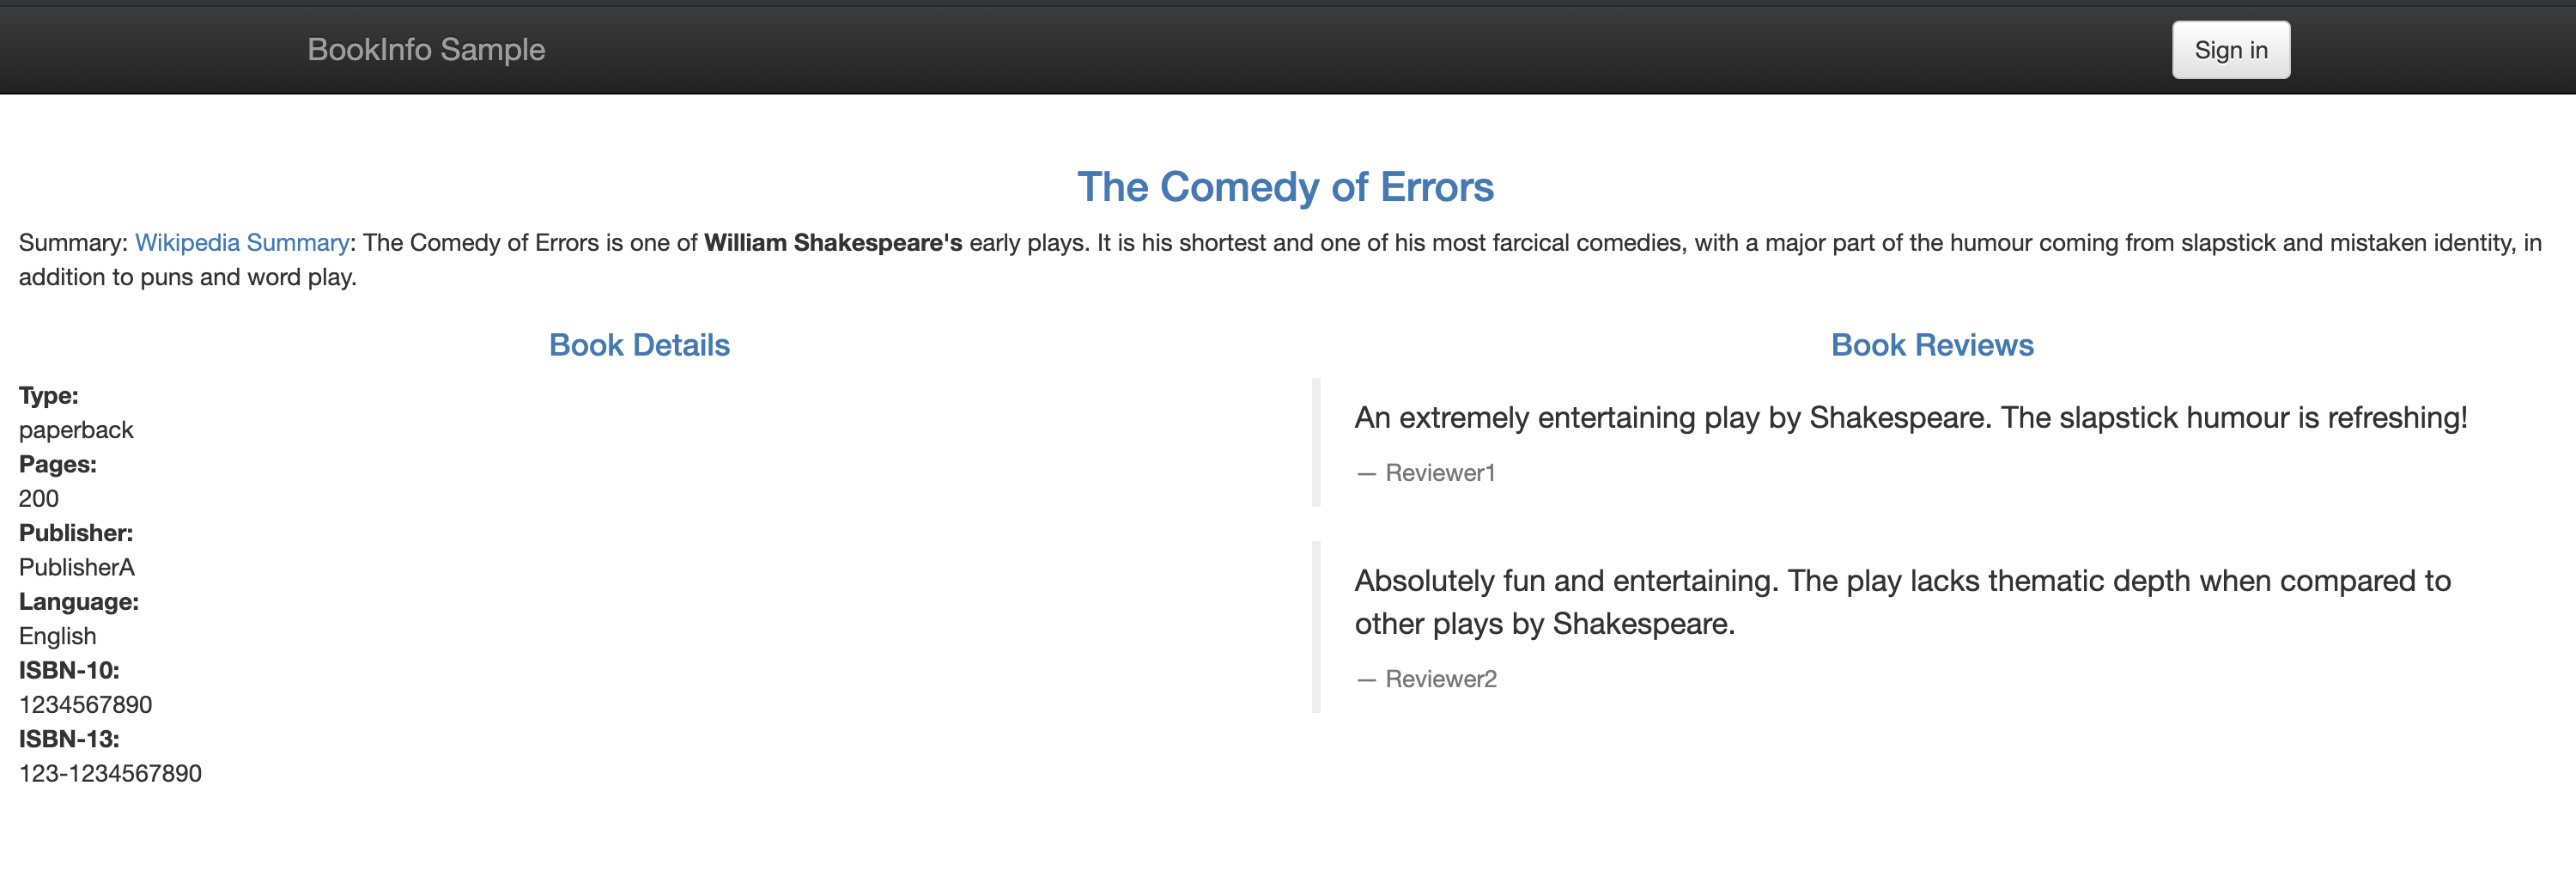 BookInfo Sample
Sign in
The Comedy of Errors
Summary: Wikipedia Summary: The Comedy of Errors is one of William Shakespeare's early plays. It is his shortest and one of his most farcical comedies, with a major part of the humour coming from slapstick and mistaken identity, in
addition to puns and word play.
Book Details
Type:
paperback
Pages:
200
Publisher:
PublisherA
Language:
English
ISBN-10:
1234567890
ISBN-13:
123-1234567890
Book Reviews
An extremely entertaining play by Shakespeare. The slapstick humour is refreshing!
— Reviewer1
Absolutely fun and entertaining. The play lacks thematic depth when compared to
other plays by Shakespeare.
— Reviewer2